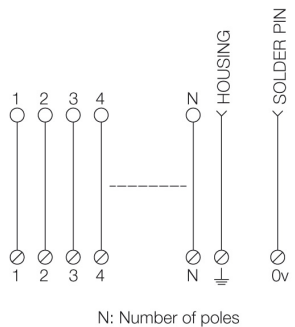 HOUSING
SOLDER PIN
1 2 3 4 N
1 2 3 4 N 0v
N: Number of poles